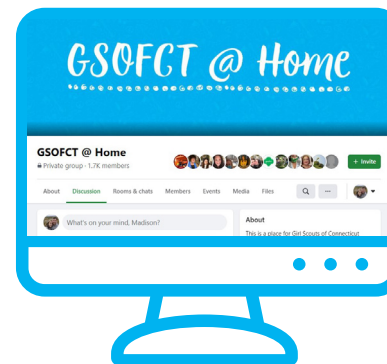 GSOFCT @ Home
GSOFCT @ Home
Private group · 1.7K members
+ Invite
About Discussion Rooms & chats Members Events Media Files
What's on your mind, Madison?
About
This is a place for Girl Scouts of Connecticut